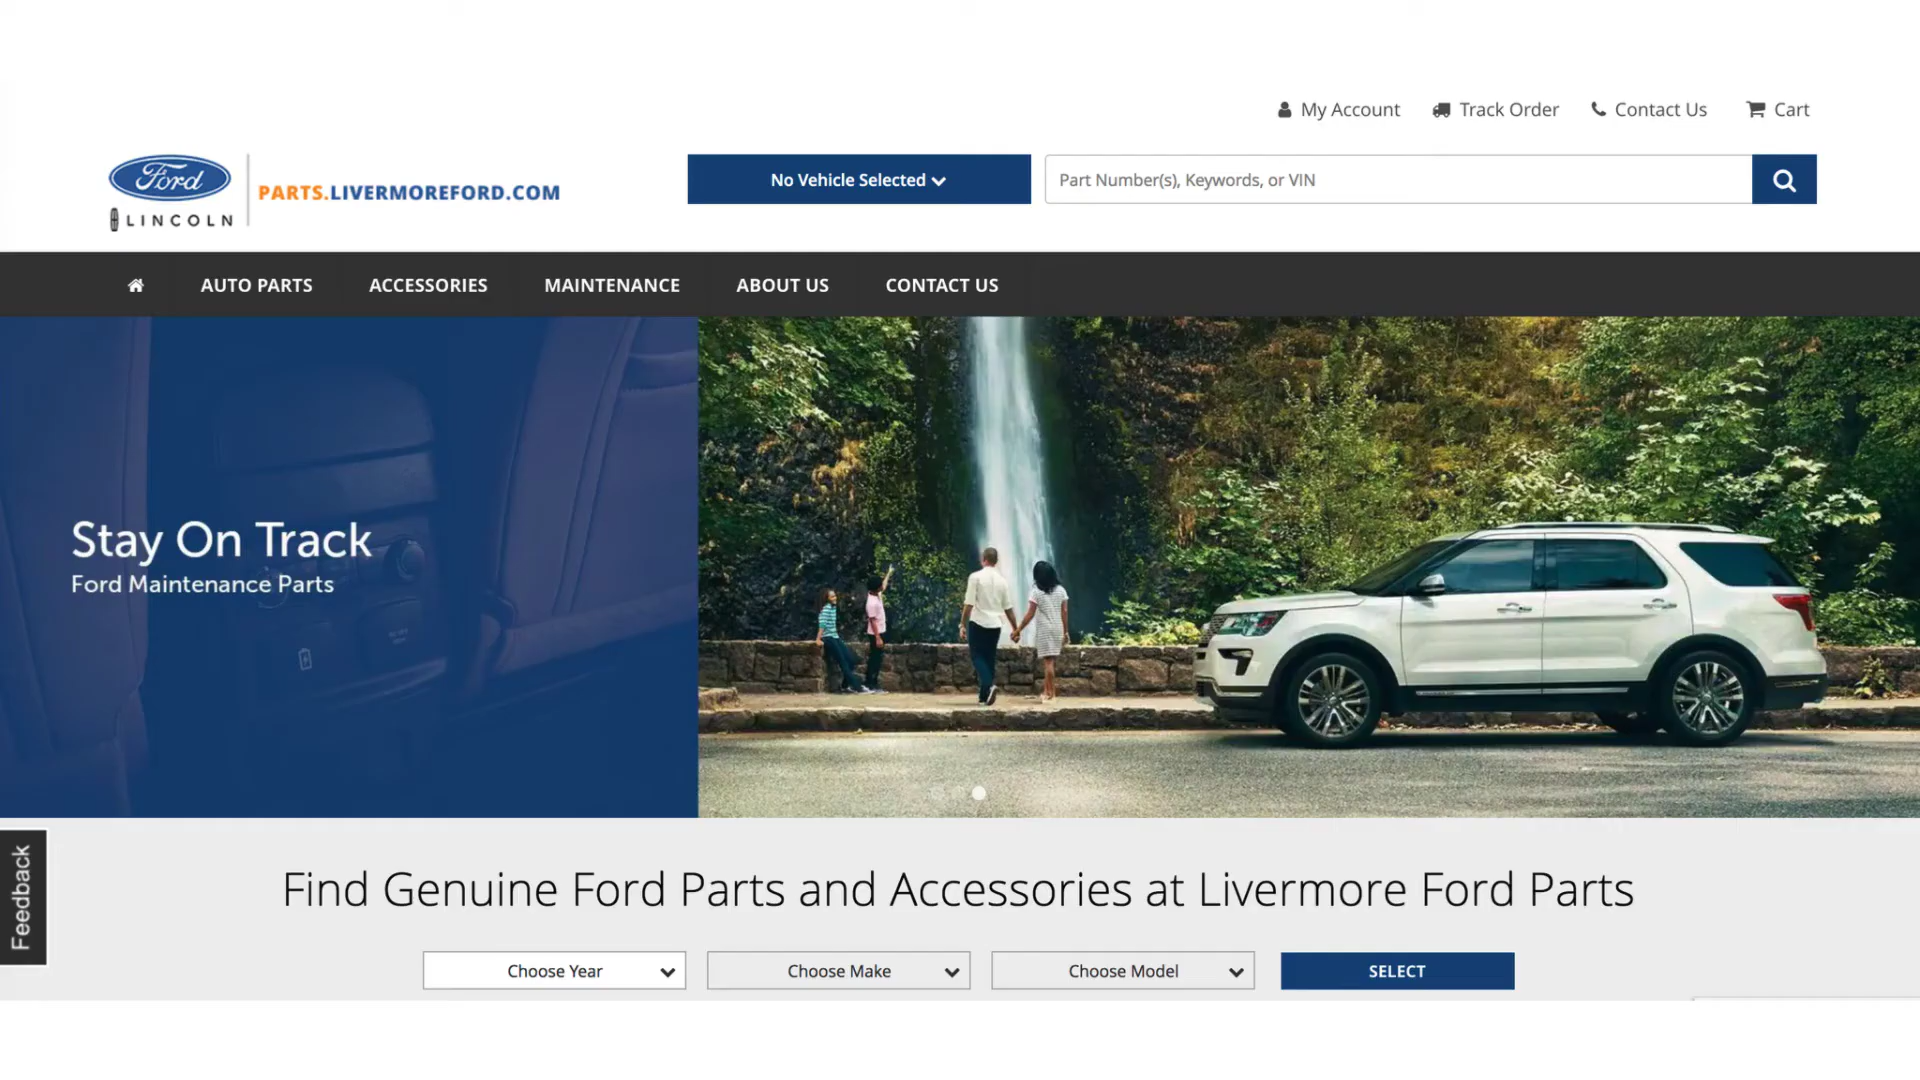 My Account Track Order Contact Us Cart
Ford
LINCOLN
PARTS.LIVERMOREFORD.COM
No Vehicle Selected
Part Number(s), Keywords, or VIN
AUTO PARTS ACCESSORIES MAINTENANCE ABOUT US CONTACT US
Stay On Track
Ford Maintenance Parts
Feedback
Find Genuine Ford Parts and Accessories at Livermore Ford Parts
Choose Year Choose Make Choose Model SELECT